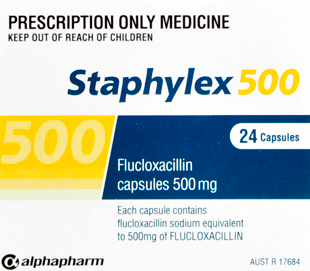 PRESCRIPTION ONLY MEDICINE
KEEP OUT OF REACH OF CHILDREN
Staphylex 500
500
24 Capsules
Flucloxacillin
capsules 500 mg
Each capsule contains
flucloxacillin sodium equivalent
to 500mg of FLUCLOXACILLIN
alphapharm
AUST R 17684